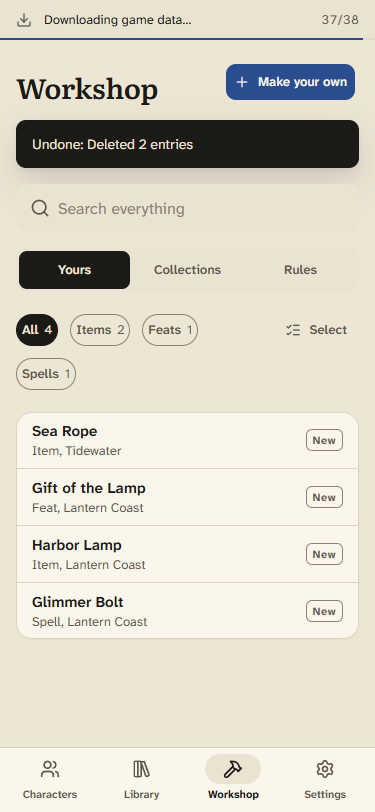 Downloading game data...
37/38
Workshop
Make your own
Undone: Deleted 2 entries
Search everything
Yours
Collections
Rules
All 4
Items 2
Feats 1
Select
Spells 1
Sea Rope
Item, Tidewater
New
Gift of the Lamp
Feat, Lantern Coast
New
Harbor Lamp
Item, Lantern Coast
New
Glimmer Bolt
Spell, Lantern Coast
New
Characters
Library
Workshop
Settings